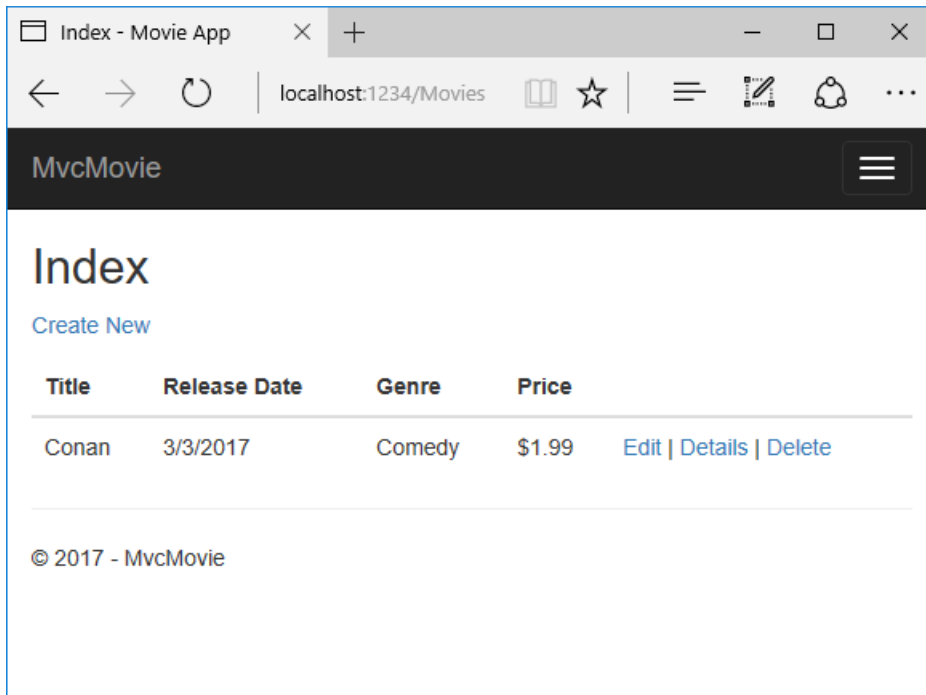 Index - Movie App
localhost:1234/Movies
MvcMovie
Index
Create New
Title Release Date Genre Price
Conan 3/3/2017 Comedy $1.99 Edit | Details | Delete
© 2017 - MvcMovie